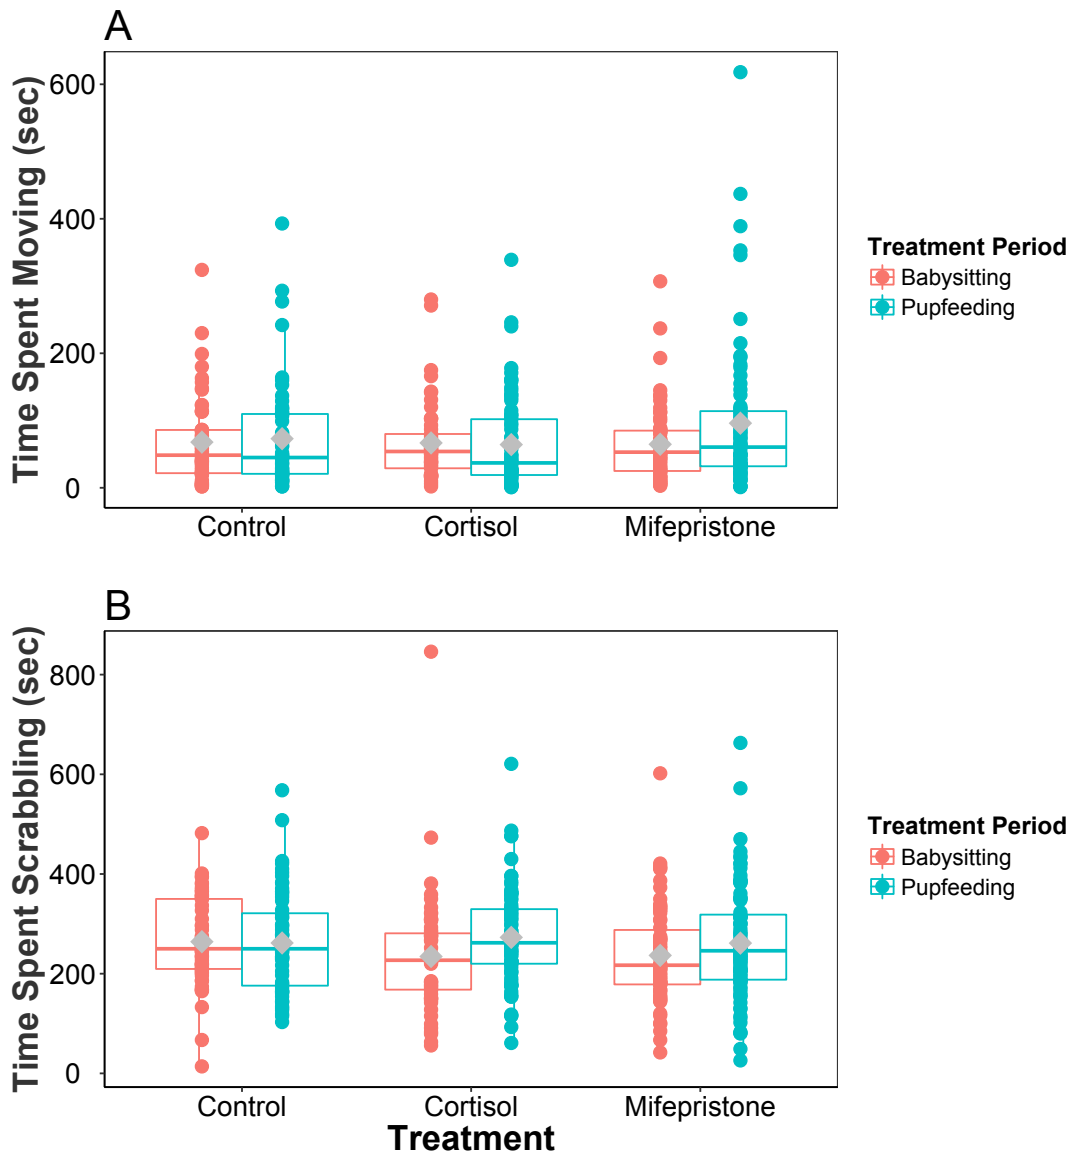 A
Time Spent Moving (sec)
600
400
200
0
Control Cortisol Mifepristone
Treatment Period
Babysitting
Pupfeeding
B
Time Spent Scrabbling (sec)
800
600
400
200
0
Control Cortisol Mifepristone
Treatment
Treatment Period
Babysitting
Pupfeeding